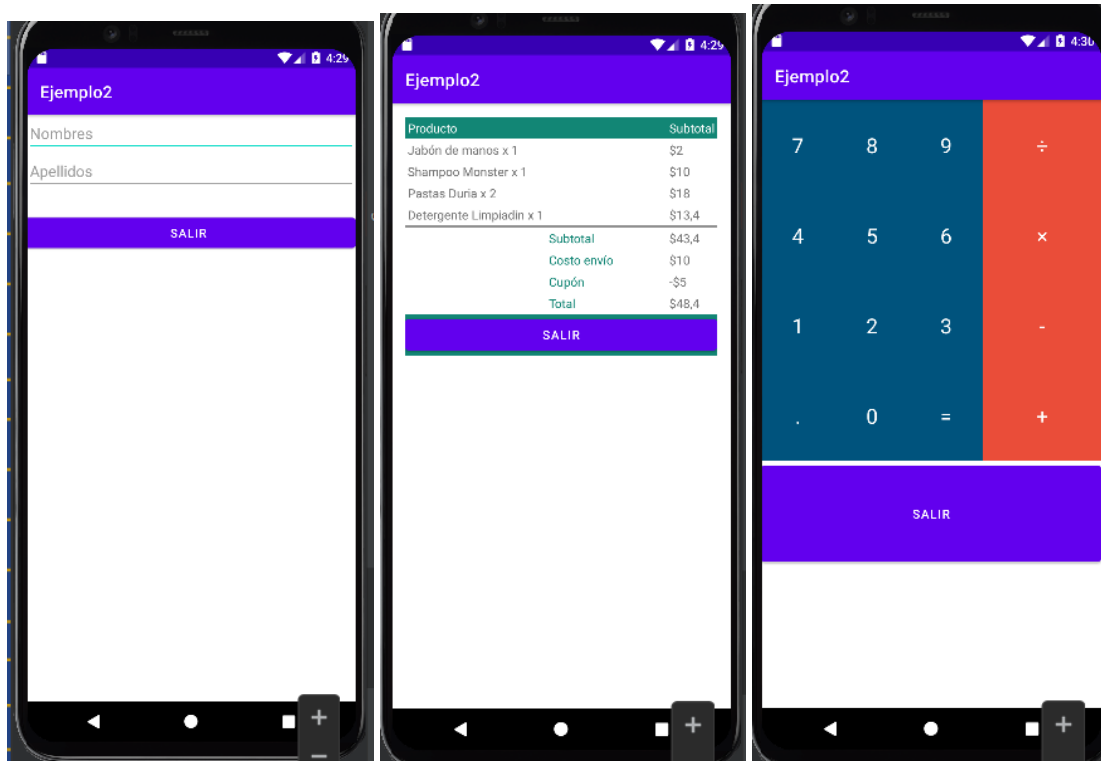 4:29
Ejemplo2
Nombres
Apellidos
SALIR
+
4:29
Ejemplo2
Producto Subtotal
Jabón de manos x 1 $2
Shampoo Monster x 1 $10
Pastas Duria x 2 $18
Detergente Limpiadin x 1 $13,4
Subtotal $43,4
Costo envío $10
Cupón -$5
Total $48,4
SALIR
+
4:30
Ejemplo2
7 8 9 ÷
4 5 6 ×
1 2 3 -
. 0 = +
SALIR
+